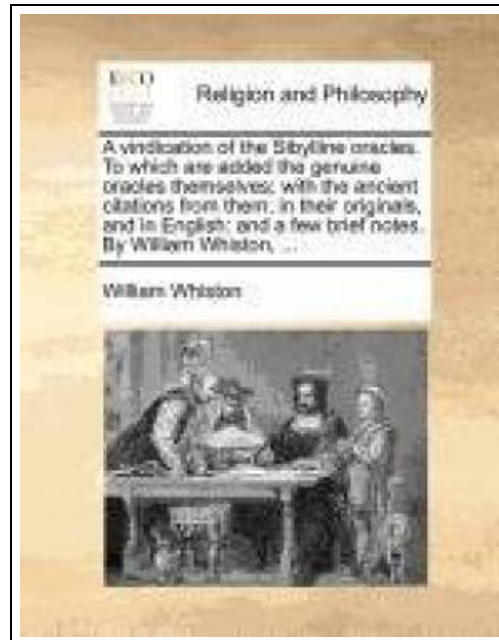 ECCO
Religion and Philosophy
A vindication of the Sibylline oracles.
To which are added the genuine
oracles themselves; with the ancient
citations from them; in their originals,
and in English; and a few brief notes.
By William Whiston, ...
William Whiston